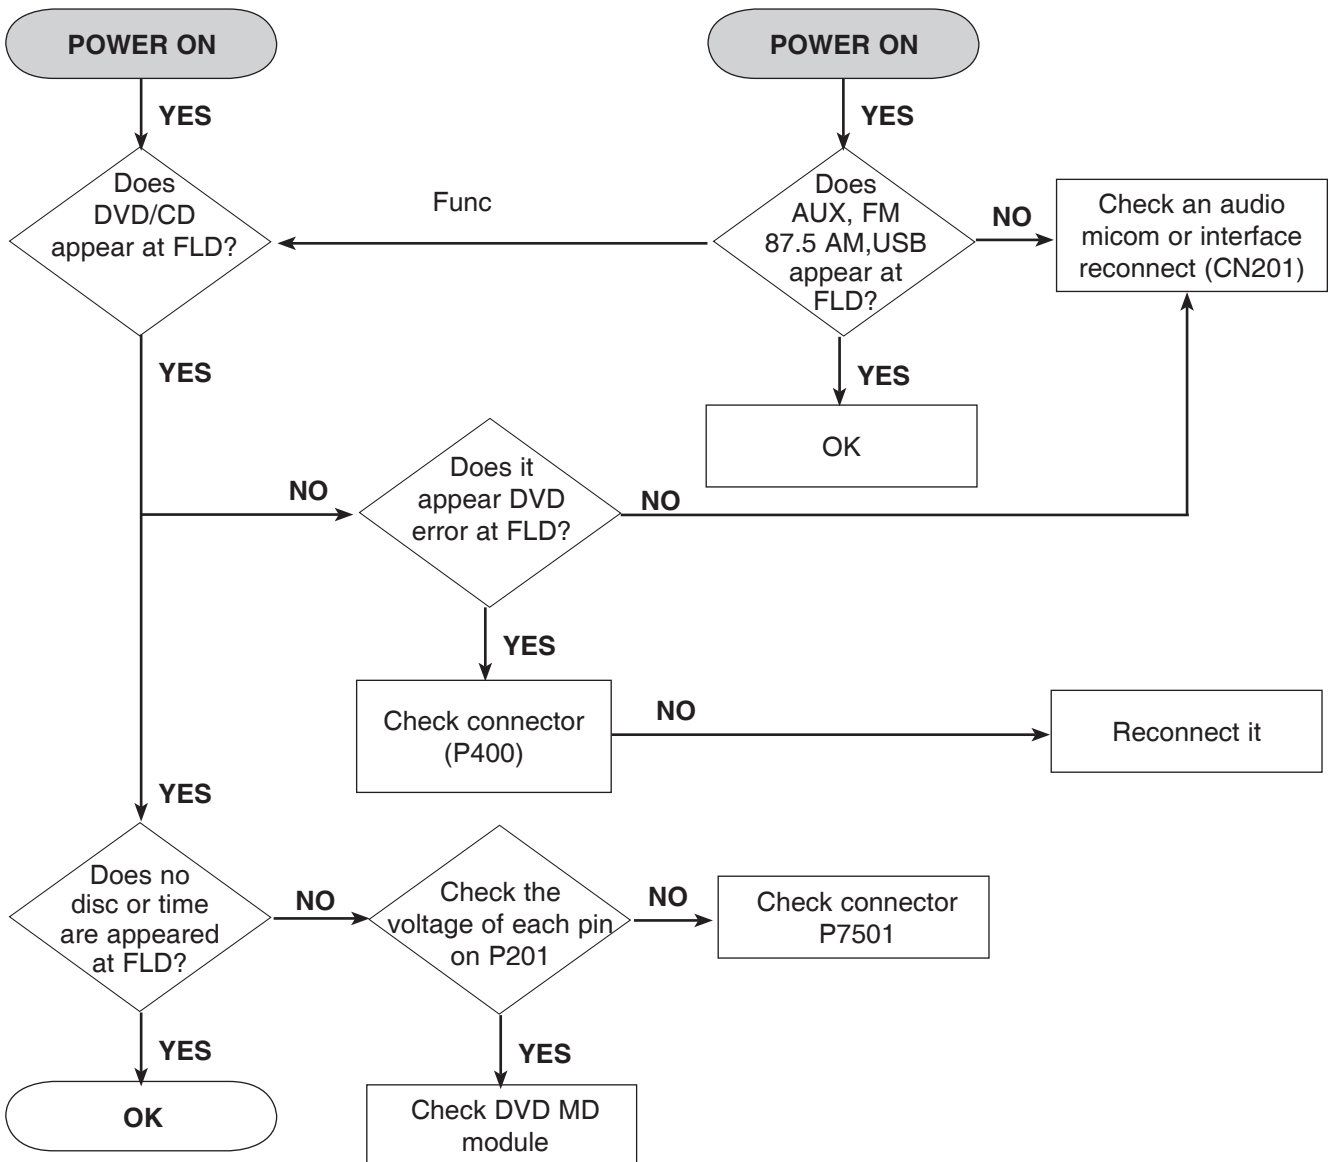 POWER ON
POWER ON
YES
YES
Does
DVD/CD
appear at FLD?
Func
Does
AUX, FM
87.5 AM,USB
appear at
FLD?
NO
Check an audio
micom or interface
reconnect (CN201)
YES
YES
OK
NO
Does it
appear DVD
error at FLD?
NO
YES
Check connector
(P400)
NO
Reconnect it
YES
Does no
disc or time
are appeared
at FLD?
NO
Check the
voltage of each pin
on P201
NO
Check connector
P7501
YES
YES
OK
Check DVD MD
module